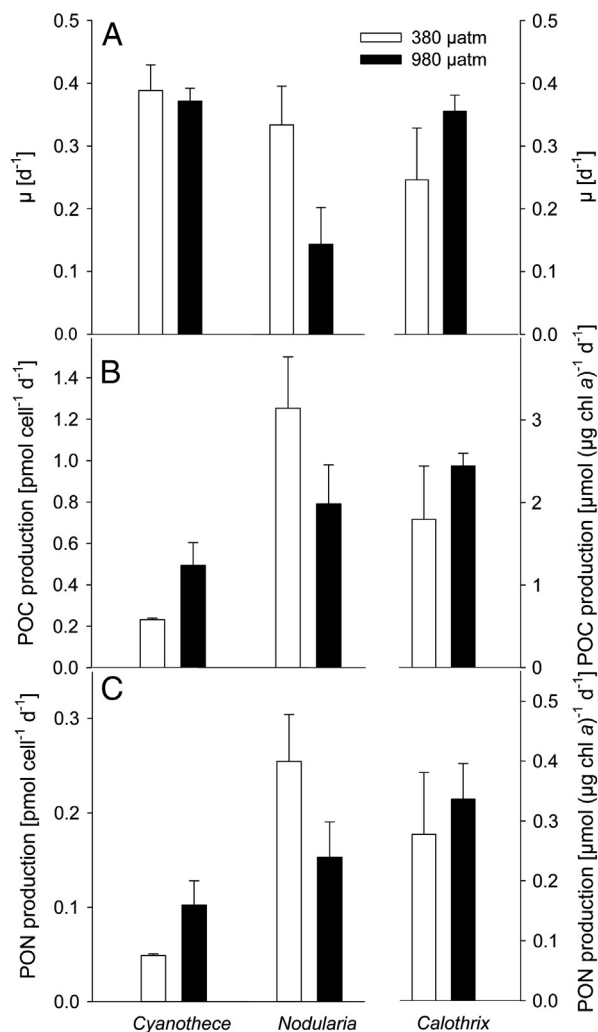 A
380 µatm
980 µatm
µ [d⁻¹]
0.5
0.4
0.3
0.2
0.1
0.0
µ [d⁻¹]
0.5
0.4
0.3
0.2
0.1
0.0
B
POC production [pmol cell⁻¹ d⁻¹]
1.4
1.2
1.0
0.8
0.6
0.4
0.2
0.0
POC production [µmol (µg chl a)⁻¹ d⁻¹]
3
2
1
0
C
PON production [pmol cell⁻¹ d⁻¹]
0.3
0.2
0.1
0.0
PON production [µmol (µg chl a)⁻¹ d⁻¹]
0.5
0.4
0.3
0.2
0.1
0.0
Cyanothece Nodularia Calothrix